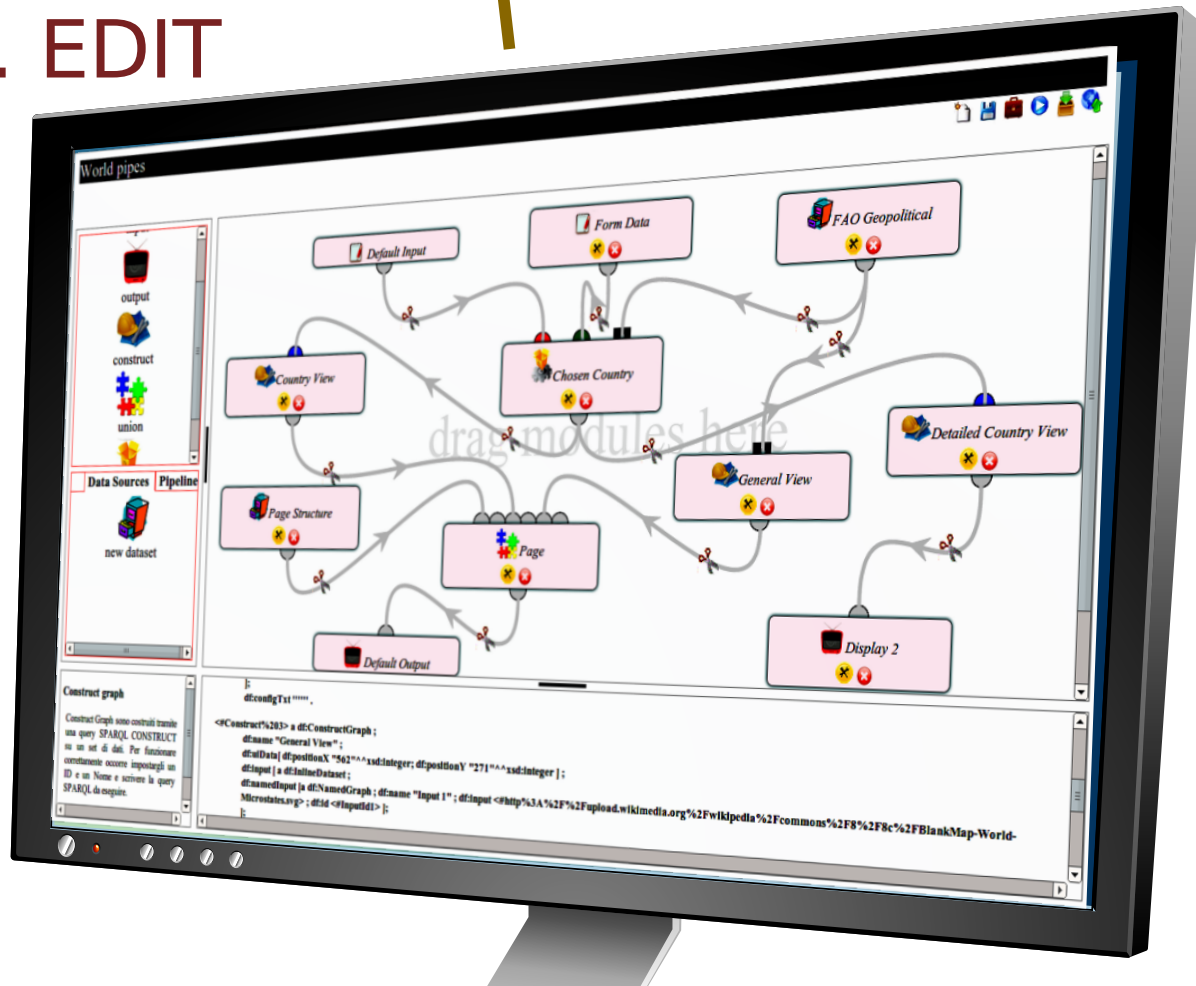 . EDIT
World pipes
output
construct
union
Data Sources
Pipeline
new dataset
Default Input
Form Data
FAO Geopolitical
Country View
Chosen Country
drag modules here
Detailed Country View
General View
Page Structure
Page
Default Output
Display 2
Construct graph
Construct Graph sono costruiti tramite
una query SPARQL CONSTRUCT
su un set di dati. Per funzionare
correttamente occorre impostargli un
ID e un Nome e scrivere la query
SPARQL da eseguire.
];
df:configTxt """""" .
<#Construct%203> a df:ConstructGraph ;
df:name "General View" ;
df:uiData[ df:positionX "562"^^xsd:integer; df:positionY "271"^^xsd:integer ] ;
df:input [ a df:InlineDataset ;
df:namedInput [a df:NamedGraph ; df:name "Input 1" ; df:input <#http%3A%2F%2Fupload.wikimedia.org%2Fwikipedia%2Fcommons%2F8%2F8c%2FBlankMap-World-
Microstates.svg> ; df:id <#InputId1> ];
];